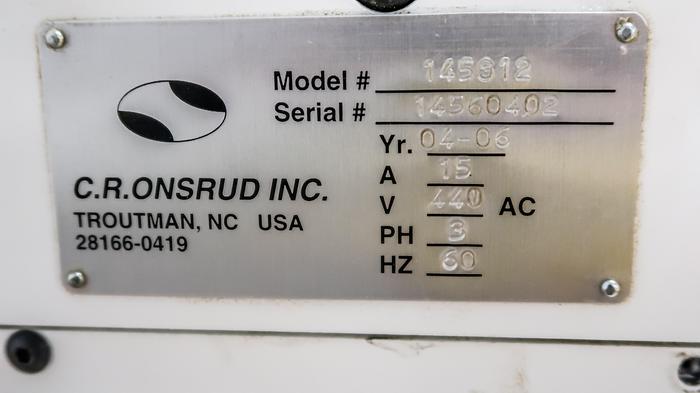 Model # 145S12
Serial # 14560402
Yr. 04-06
A 15
V 440 AC
PH 3
HZ 60
C.R.ONSRUD INC.
TROUTMAN, NC USA
28166-0419